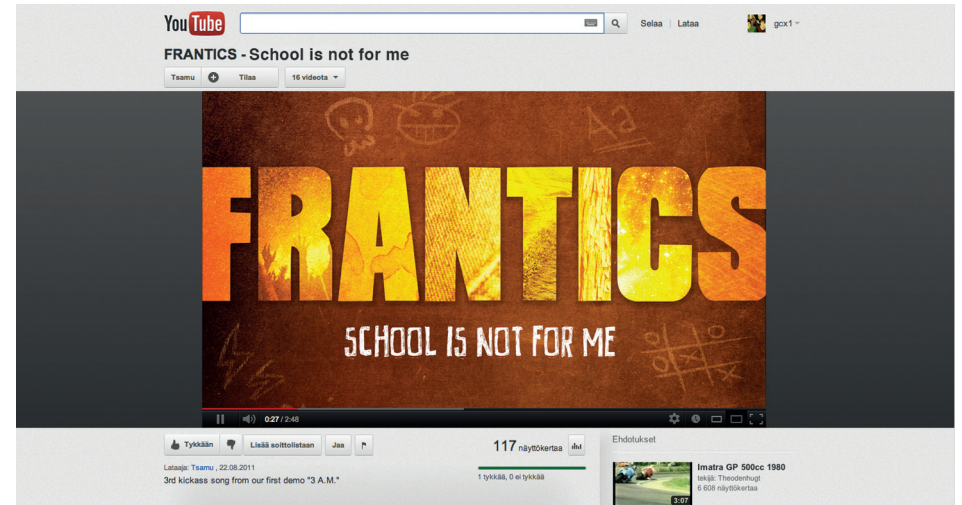 YouTube
Selaa | Lataa
gcx1
FRANTICS - School is not for me
Tsamu
Tilaa
16 videota
Aa
FRANTICS
SCHOOL IS NOT FOR ME
0:27 / 2:48
Tykkään
Lisää soittolistaan
Jaa
117 näyttökertaa
Lataaja: Tsamu , 22.08.2011
3rd kickass song from our first demo "3 A.M."
1 tykkää, 0 ei tykkää
Ehdotukset
Imatra GP 500cc 1980
tekijä: Theodenhugt
6 608 näyttökertaa
3:07